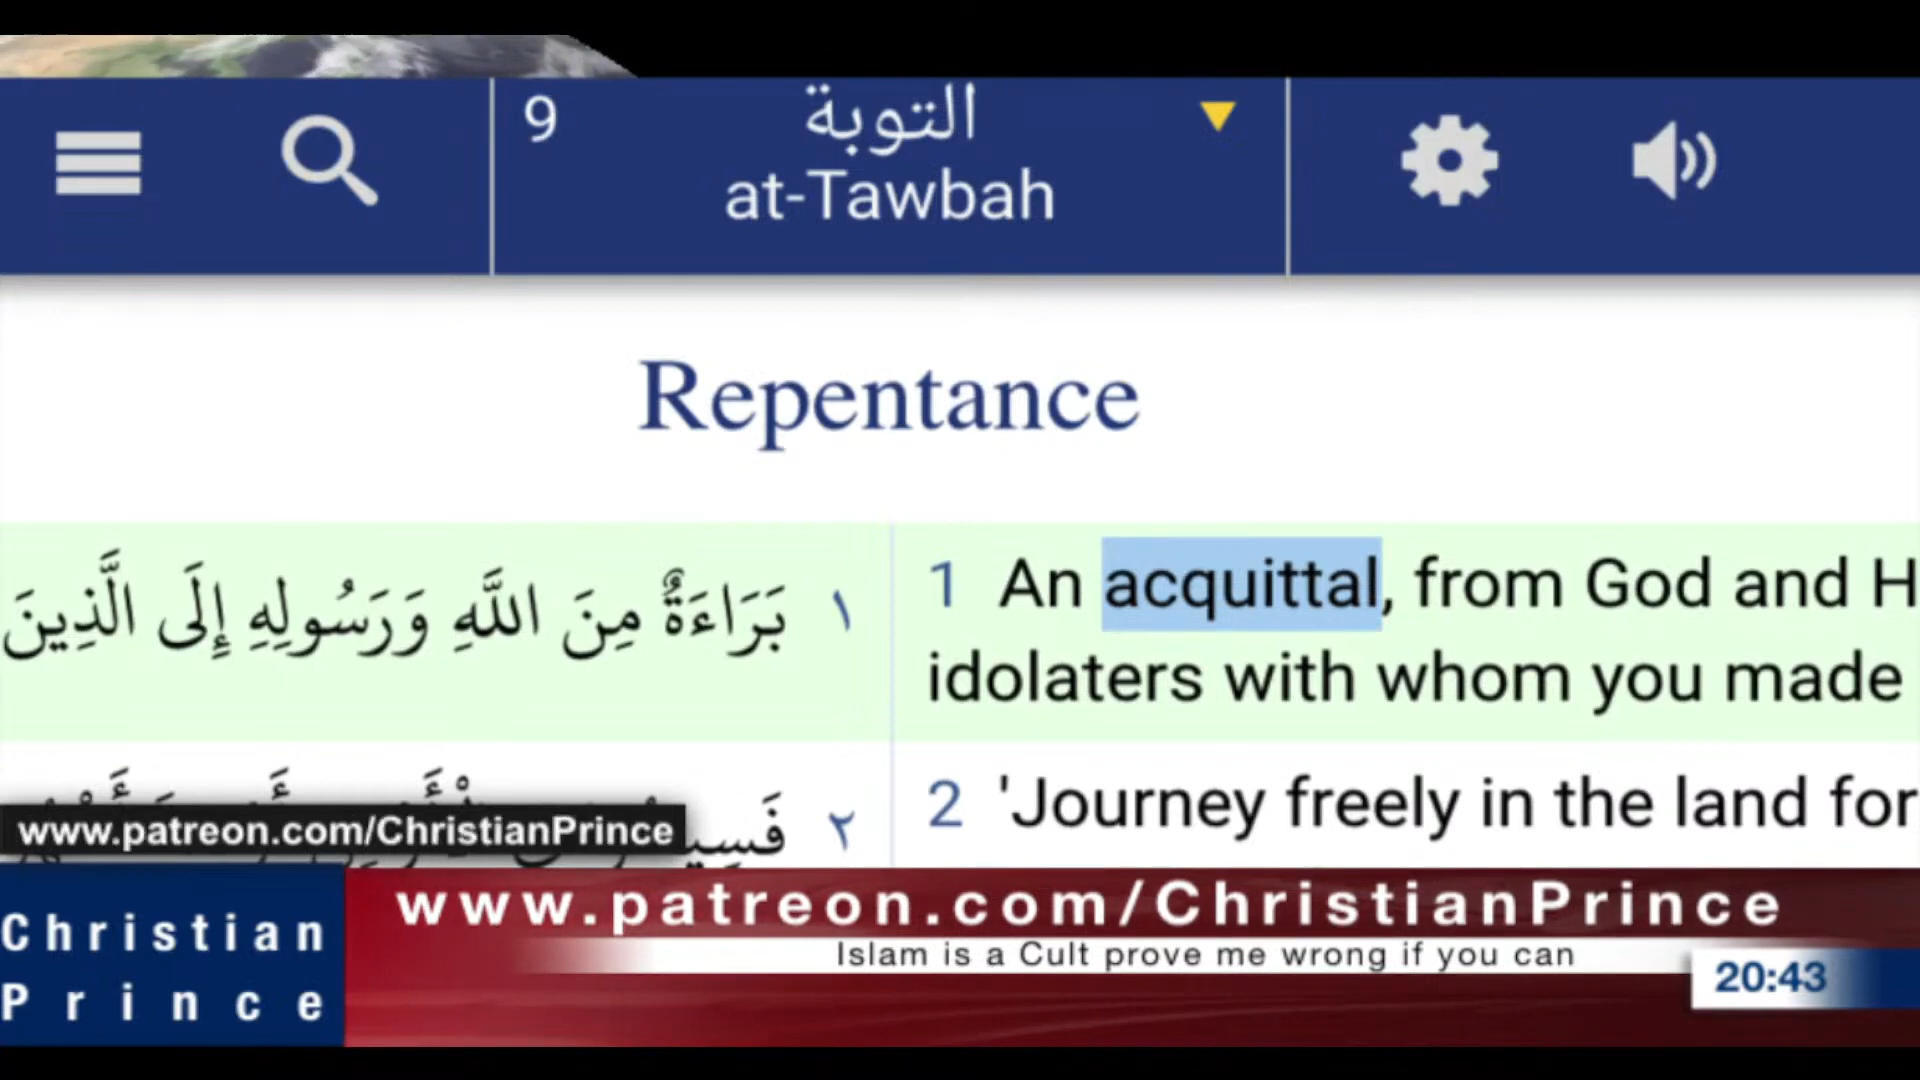 9
التوبة
at-Tawbah
Repentance
بَرَاءَةٌ مِنَ اللَّهِ وَرَسُولِهِ إِلَى الَّذِينَ ١
1 An acquittal, from God and H
idolaters with whom you made
٢
2 'Journey freely in the land for
www.patreon.com/ChristianPrince
Christian
Prince
www.patreon.com/ChristianPrince
Islam is a Cult prove me wrong if you can
20:43